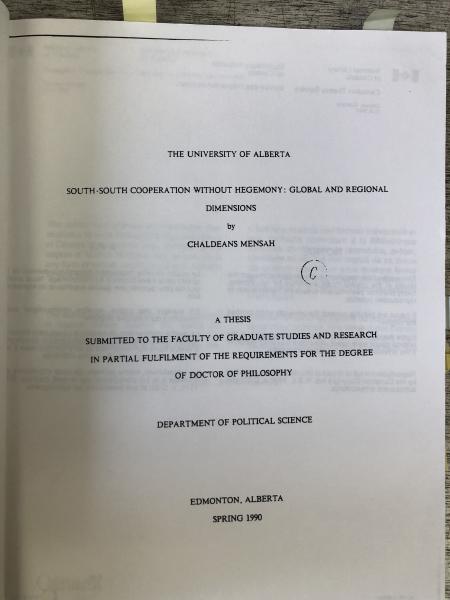 THE UNIVERSITY OF ALBERTA
SOUTH-SOUTH COOPERATION WITHOUT HEGEMONY: GLOBAL AND REGIONAL
DIMENSIONS
by
CHALDEANS MENSAH
C
A THESIS
SUBMITTED TO THE FACULTY OF GRADUATE STUDIES AND RESEARCH
IN PARTIAL FULFILMENT OF THE REQUIREMENTS FOR THE DEGREE
OF DOCTOR OF PHILOSOPHY
DEPARTMENT OF POLITICAL SCIENCE
EDMONTON, ALBERTA
SPRING 1990